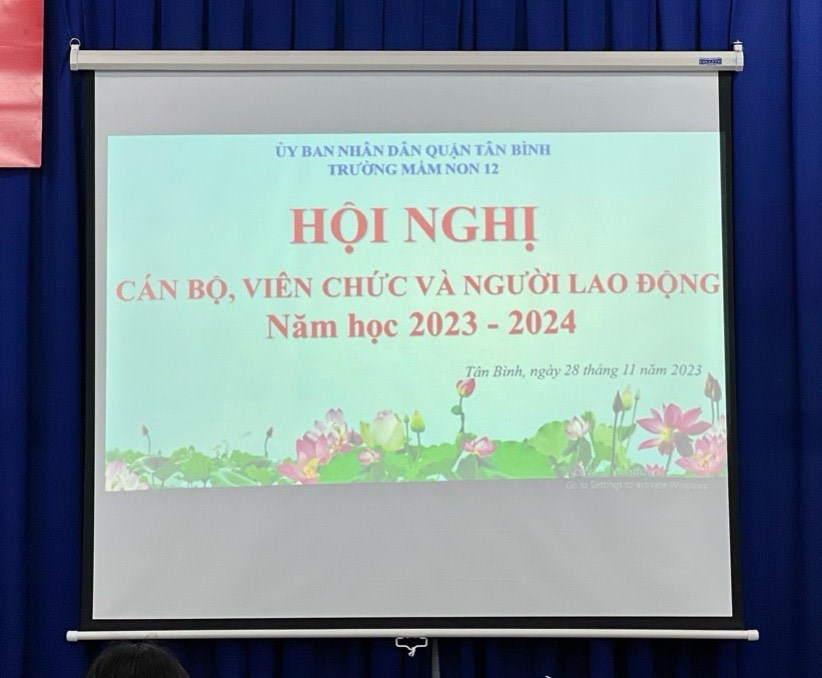 ỦY BAN NHÂN DÂN QUẬN TÂN BÌNH
TRƯỜNG MẦM NON 12
HỘI NGHỊ
CÁN BỘ, VIÊN CHỨC VÀ NGƯỜI LAO ĐỘNG
Năm học 2023 - 2024
Tân Bình, ngày 28 tháng 11 năm 2023
Go to Settings to activate Windows.